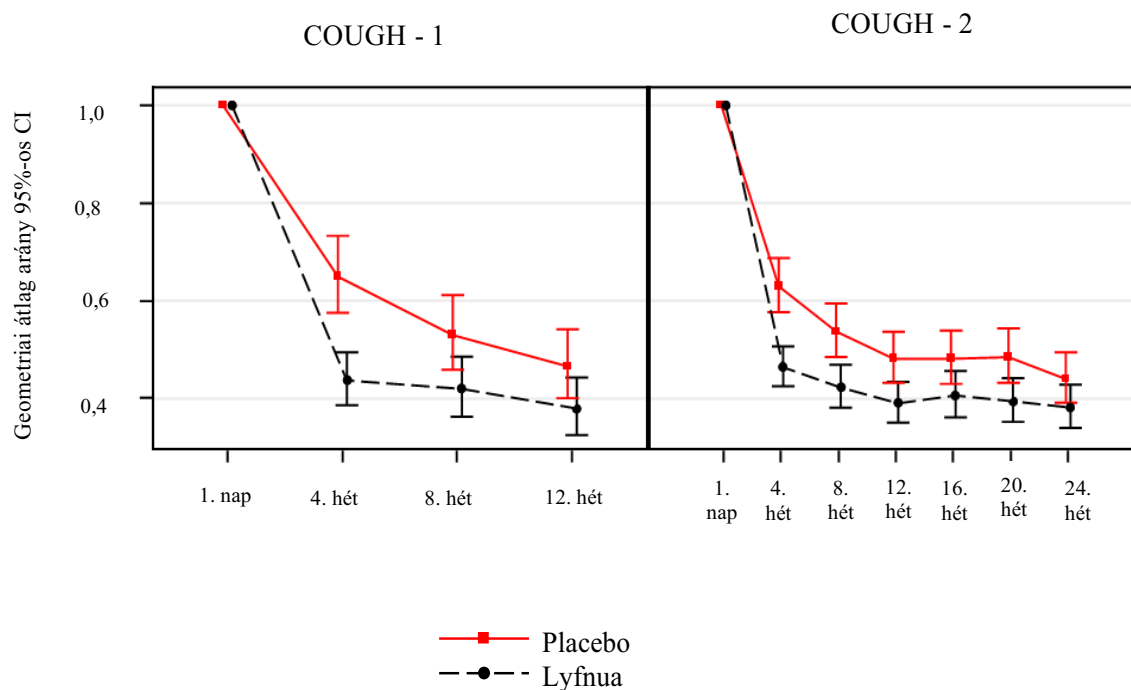 COUGH - 1
COUGH - 2
Geometriai átlag arány 95%-os CI
1,0
0,8
0,6
0,4
1. nap
4. hét
8. hét
12. hét
1.
nap
4.
hét
8.
hét
12.
hét
16.
hét
20.
hét
24.
hét
Placebo
Lyfnua